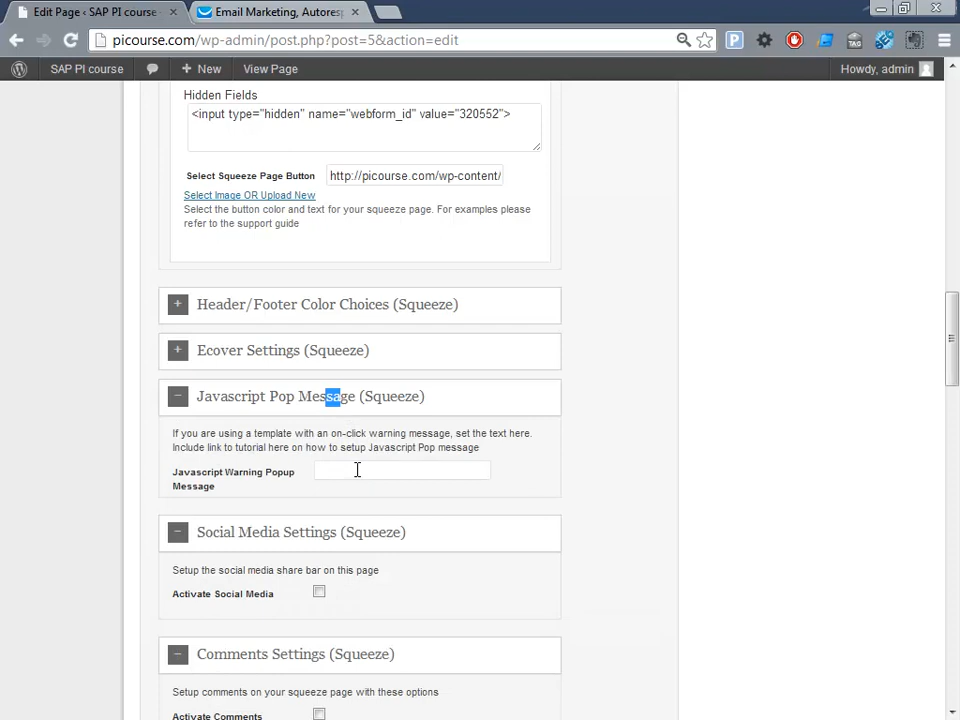 Edit Page ‹ SAP PI course
Email Marketing, Autoresp
picourse.com/wp-admin/post.php?post=5&action=edit
SAP PI course
New
View Page
Howdy, admin
Hidden Fields
<input type="hidden" name="webform_id" value="320552">
Select Squeeze Page Button
http://picourse.com/wp-content/
Select Image OR Upload New
Select the button color and text for your squeeze page. For examples please
refer to the support guide
Header/Footer Color Choices (Squeeze)
Ecover Settings (Squeeze)
Javascript Pop Message (Squeeze)
If you are using a template with an on-click warning message, set the text here.
Include link to tutorial here on how to setup Javascript Pop message
Javascript Warning Popup
Message
Social Media Settings (Squeeze)
Setup the social media share bar on this page
Activate Social Media
Comments Settings (Squeeze)
Setup comments on your squeeze page with these options
Activate Comments